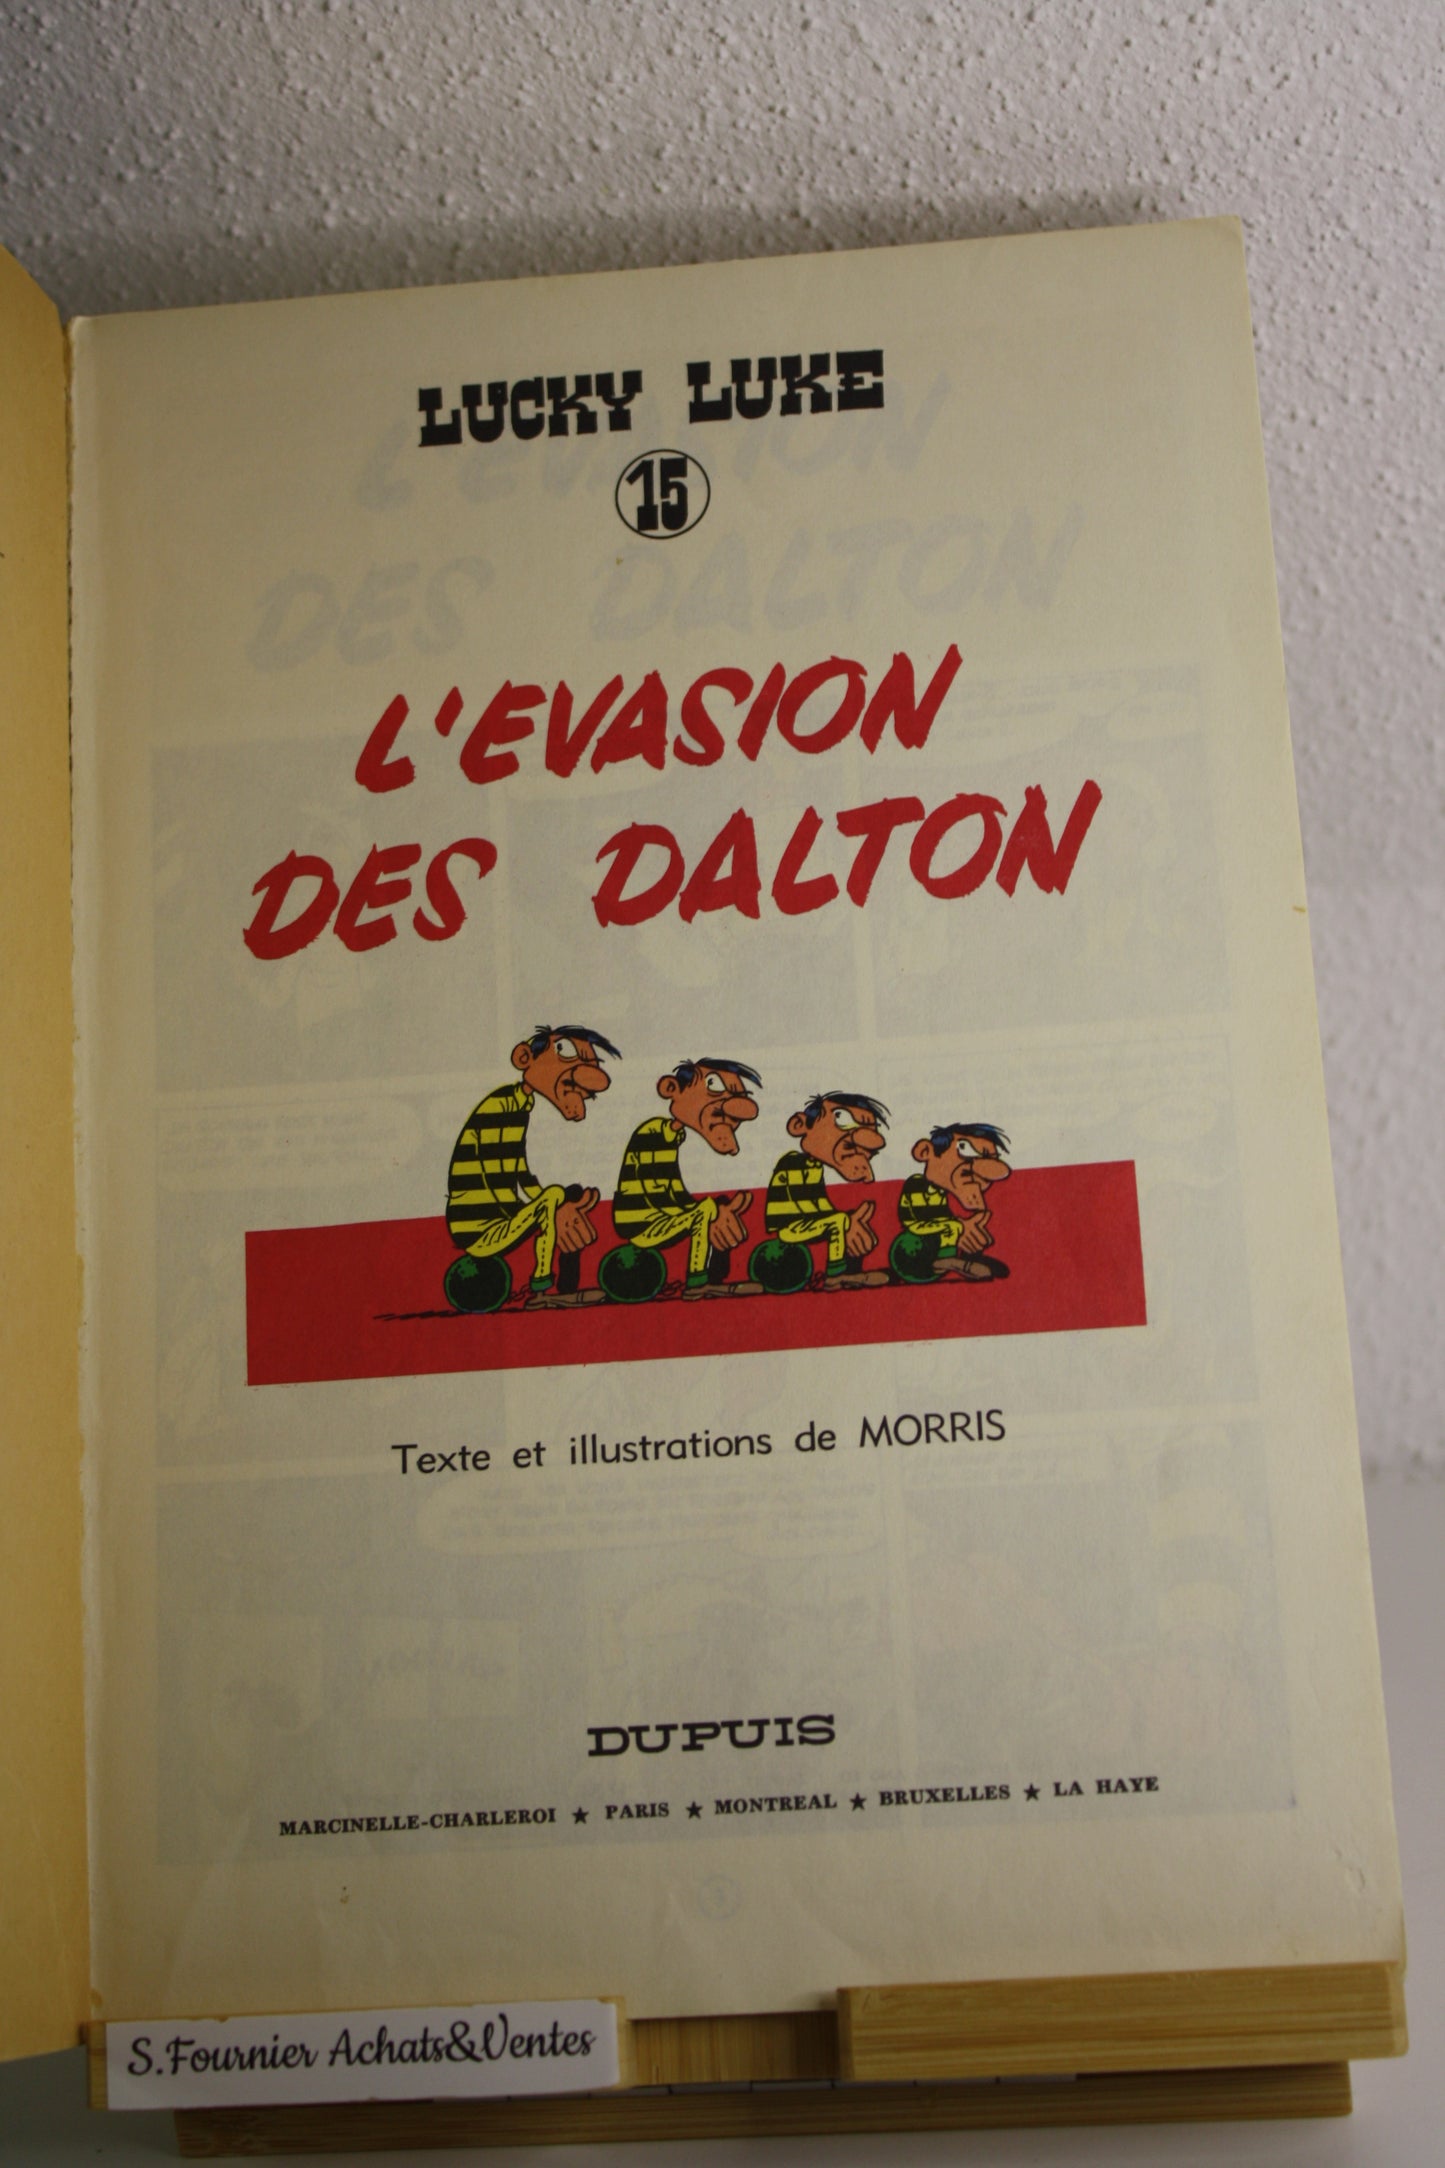 LUCKY LUKE
15
L'EVASION
DES DALTON
Texte et illustrations de MORRIS
DUPUIS
MARCINELLE-CHARLEROI ★ PARIS ★ MONTREAL ★ BRUXELLES ★ LA HAYE
S.Fournier Achats&Ventes